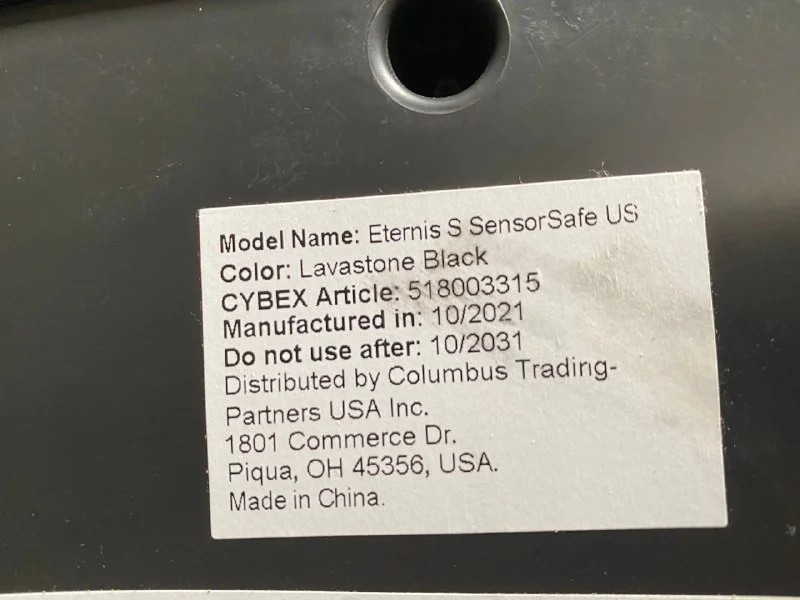 Model Name: Eternis S SensorSafe US
Color: Lavastone Black
CYBEX Article: 518003315
Manufactured in: 10/2021
Do not use after: 10/2031
Distributed by Columbus Trading-
Partners USA Inc.
1801 Commerce Dr.
Piqua, OH 45356, USA.
Made in China.